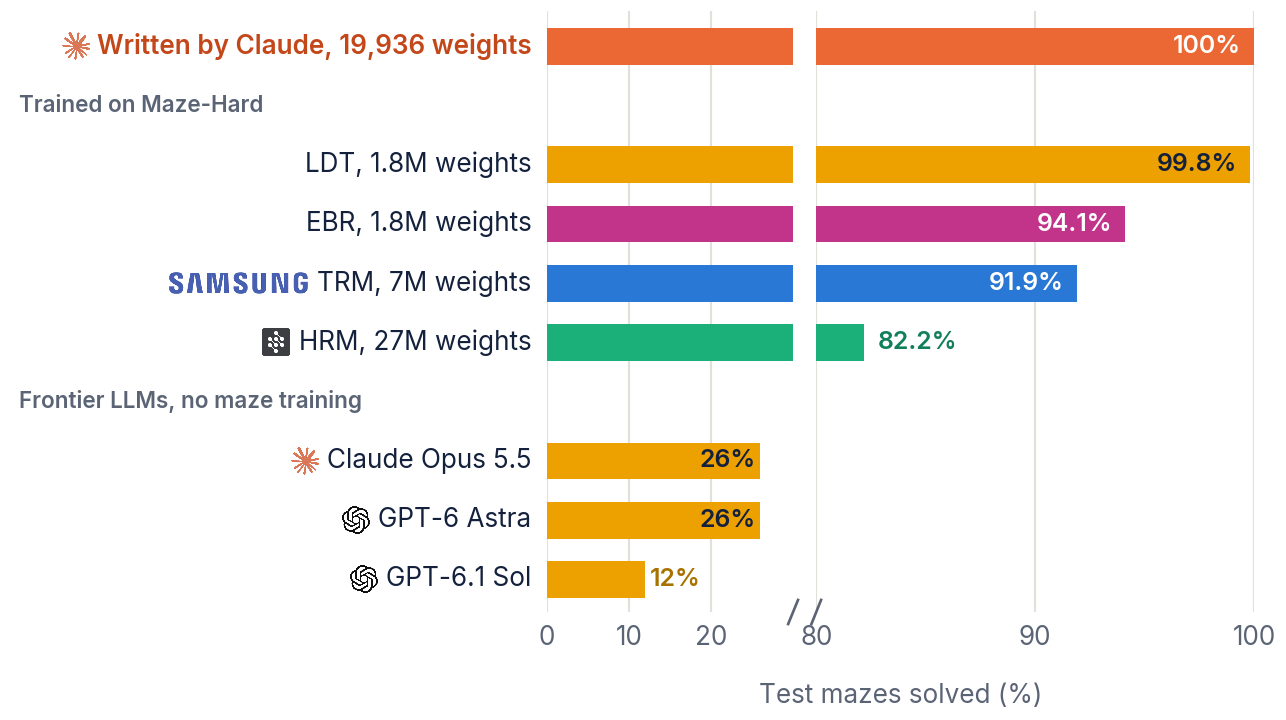 Written by Claude, 19,936 weights 100%
Trained on Maze-Hard
LDT, 1.8M weights 99.8%
EBR, 1.8M weights 94.1%
SAMSUNG TRM, 7M weights 91.9%
HRM, 27M weights 82.2%
Frontier LLMs, no maze training
Claude Opus 5.5 26%
GPT-6 Astra 26%
GPT-6.1 Sol 12%
0 10 20 80 90 100
Test mazes solved (%)